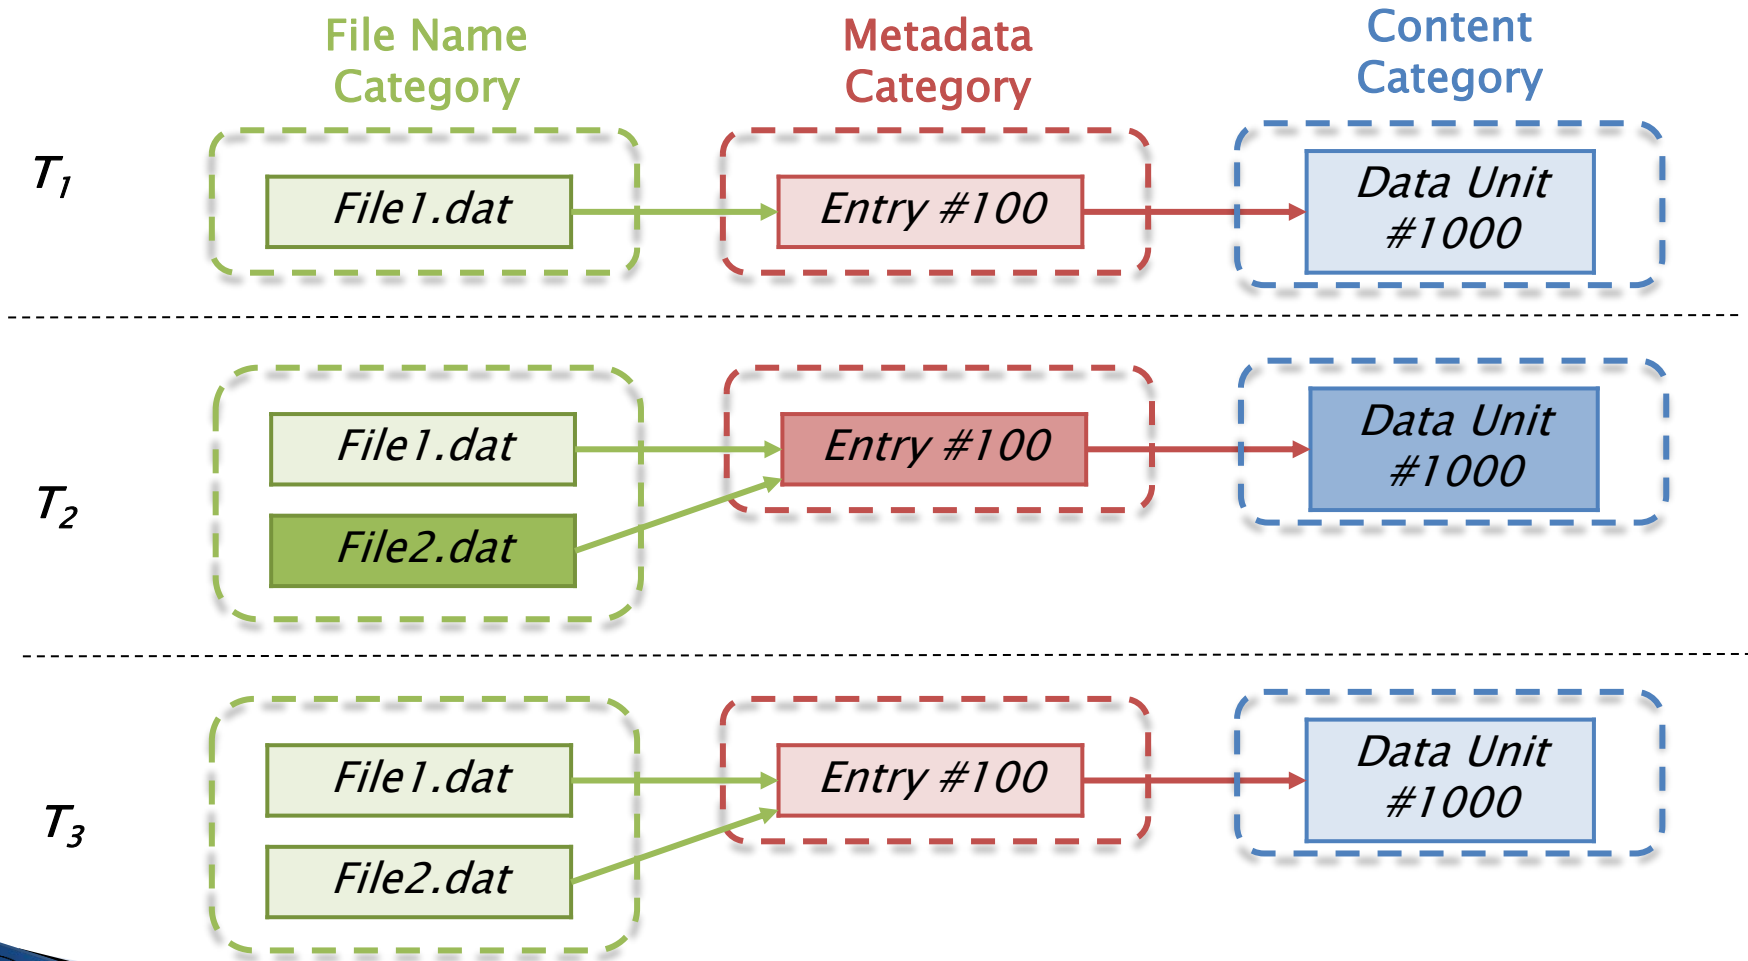 File Name
Category
Metadata
Category
Content
Category
T1
File1.dat
Entry #100
Data Unit
#1000
T2
File1.dat
Entry #100
Data Unit
#1000
File2.dat
T3
File1.dat
Entry #100
Data Unit
#1000
File2.dat